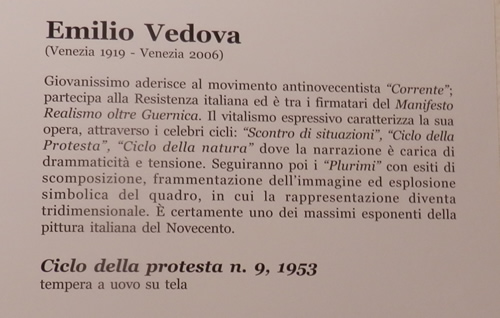 Emilio Vedova
(Venezia 1919 - Venezia 2006)
Giovanissimo aderisce al movimento antinovecentista “Corrente”;
partecipa alla Resistenza italiana ed è tra i firmatari del Manifesto
Realismo oltre Guernica. Il vitalismo espressivo caratterizza la sua
opera, attraverso i celebri cicli: “Scontro di situazioni”, “Ciclo della
Protesta”, “Ciclo della natura” dove la narrazione è carica di
drammaticità e tensione. Seguiranno poi i “Plurimi” con esiti di
scomposizione, frammentazione dell’immagine ed esplosione
simbolica del quadro, in cui la rappresentazione diventa
tridimensionale. È certamente uno dei massimi esponenti della
pittura italiana del Novecento.
Ciclo della protesta n. 9, 1953
tempera a uovo su tela